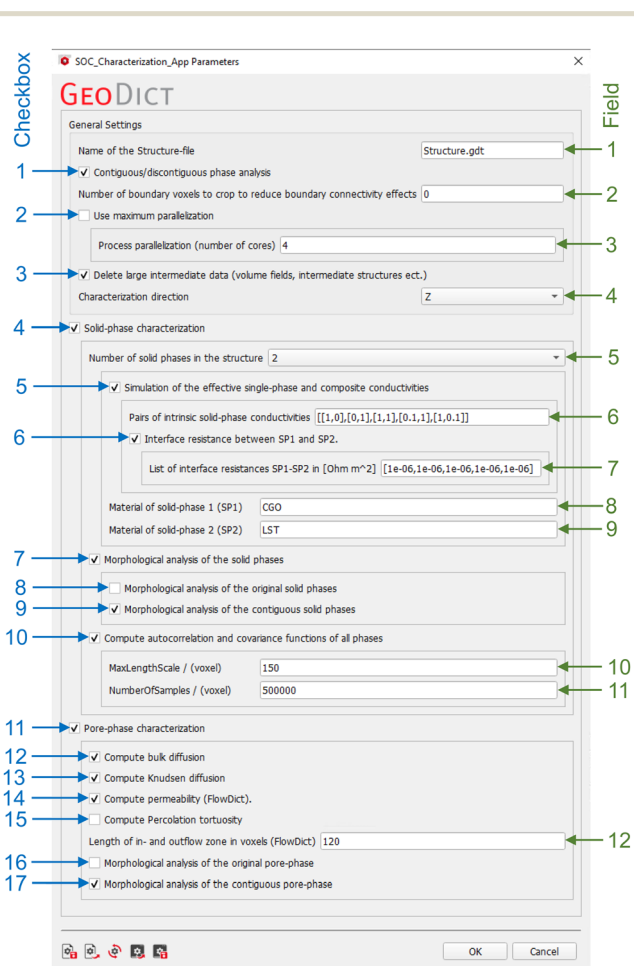 Checkbox
Field
SOC_Characterization_App Parameters
GEODICT
General Settings
Name of the Structure-file Structure.gdt 1
1 Contiguous/discontiguous phase analysis
Number of boundary voxels to crop to reduce boundary connectivity effects 0 2
2 Use maximum parallelization
Process parallelization (number of cores) 4 3
3 Delete large intermediate data (volume fields, intermediate structures ect.)
Characterization direction Z 4
4 Solid-phase characterization
Number of solid phases in the structure 2 5
5 Simulation of the effective single-phase and composite conductivities
Pairs of intrinsic solid-phase conductivities [[1,0],[0,1],[1,1],[0.1,1],[1,0.1]] 6
6 Interface resistance between SP1 and SP2.
List of interface resistances SP1-SP2 in [Ohm m^2] [1e-06,1e-06,1e-06,1e-06,1e-06] 7
Material of solid-phase 1 (SP1) CGO 8
Material of solid-phase 2 (SP2) LST 9
7 Morphological analysis of the solid phases
8 Morphological analysis of the original solid phases
9 Morphological analysis of the contiguous solid phases
10 Compute autocorrelation and covariance functions of all phases
MaxLengthScale / (voxel) 150 10
NumberOfSamples / (voxel) 500000 11
11 Pore-phase characterization
12 Compute bulk diffusion
13 Compute Knudsen diffusion
14 Compute permeability (FlowDict).
15 Compute Percolation tortuosity
Length of in- and outflow zone in voxels (FlowDict) 120 12
16 Morphological analysis of the original pore-phase
17 Morphological analysis of the contiguous pore-phase
OK Cancel